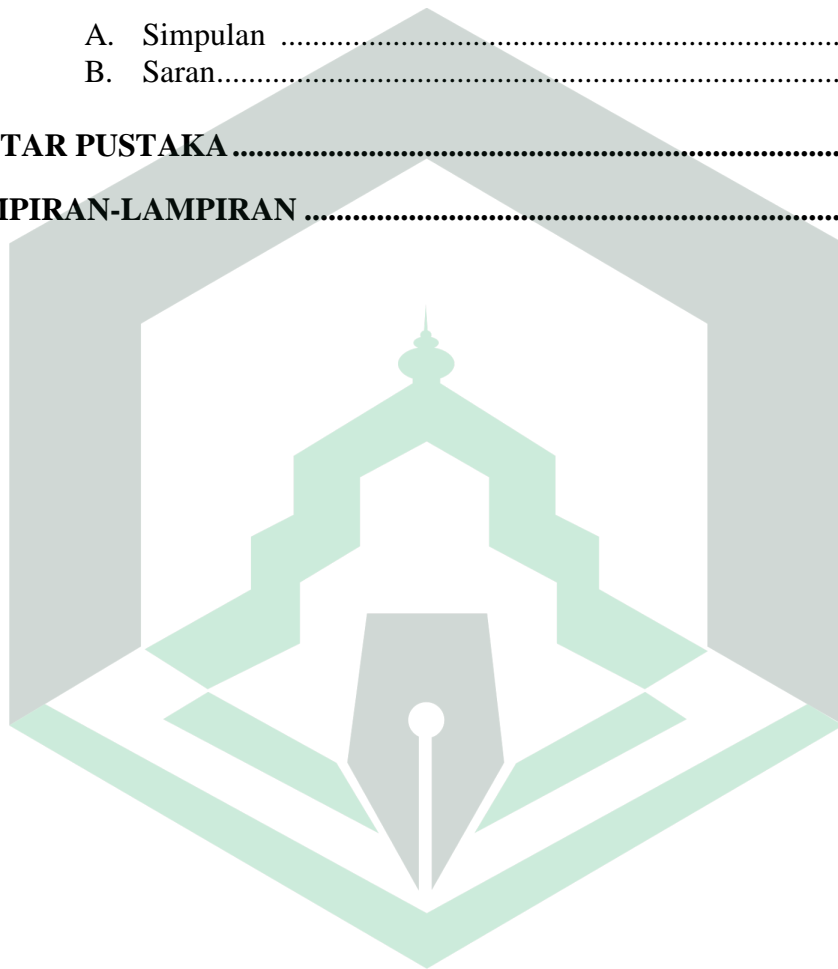 A. Simpulan ......................................................................
B. Saran..............................................................................
TAR PUSTAKA ............................................................................
IPIRAN-LAMPIRAN ...................................................................